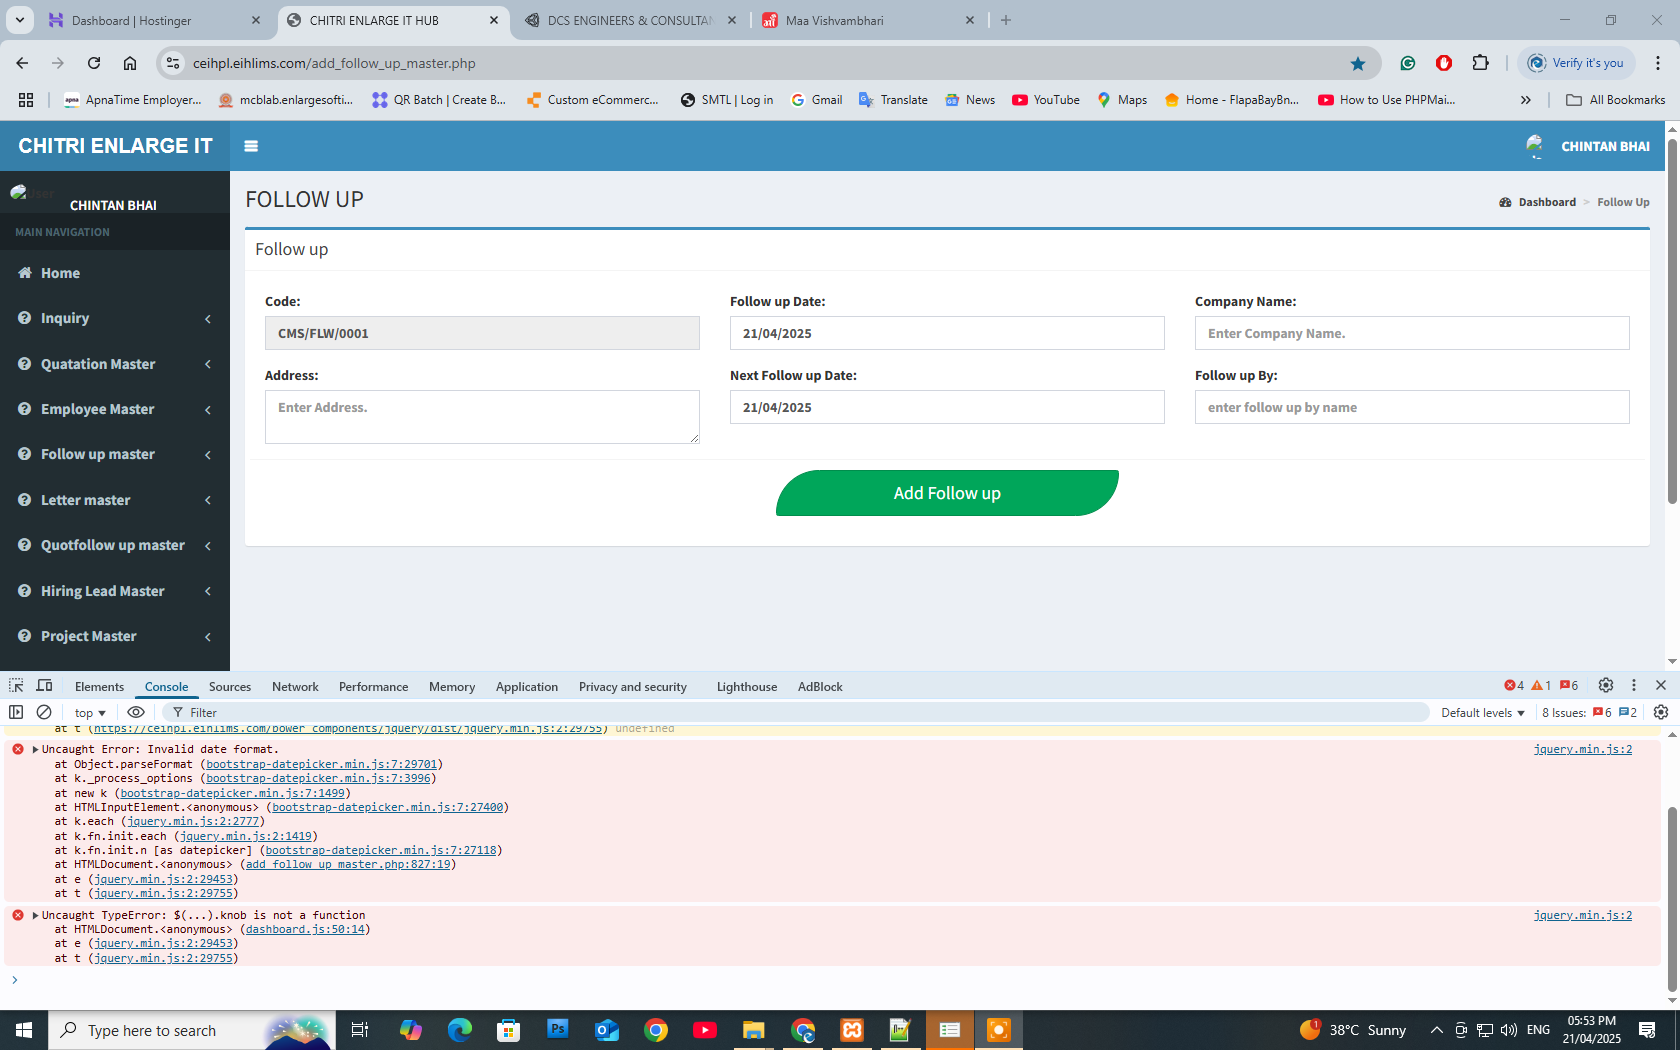 Dashboard | Hostinger
CHITRI ENLARGE IT HUB
DCS ENGINEERS & CONSULTAN
Maa Vishvambhari
ceihpl.eihlims.com/add_follow_up_master.php
Verify it's you
ApnaTime Employer...
mcblab.enlargesofti...
QR Batch | Create B...
Custom eCommerc...
SMTL | Log in
Gmail
Translate
News
YouTube
Maps
Home - FlapaBayBn...
How to Use PHPMai...
All Bookmarks
CHITRI ENLARGE IT
CHINTAN BHAI
User
CHINTAN BHAI
MAIN NAVIGATION
Home
Inquiry
Quatation Master
Employee Master
Follow up master
Letter master
Quotfollow up master
Hiring Lead Master
Project Master
FOLLOW UP
Dashboard > Follow Up
Follow up
Code:
CMS/FLW/0001
Follow up Date:
21/04/2025
Company Name:
Enter Company Name.
Address:
Enter Address.
Next Follow up Date:
21/04/2025
Follow up By:
enter follow up by name
Add Follow up
Elements
Console
Sources
Network
Performance
Memory
Application
Privacy and security
Lighthouse
AdBlock
4
1
6
top
Filter
Default levels
8 Issues: 6 2
at t (https://ceihpl.eihlims.com/bower_components/jquery/dist/jquery.min.js:2:29755) undefined
Uncaught Error: Invalid date format.
jquery.min.js:2
at Object.parseFormat (bootstrap-datepicker.min.js:7:29701)
at k._process_options (bootstrap-datepicker.min.js:7:3996)
at new k (bootstrap-datepicker.min.js:7:1499)
at HTMLInputElement.<anonymous> (bootstrap-datepicker.min.js:7:27400)
at k.each (jquery.min.js:2:2777)
at k.fn.init.each (jquery.min.js:2:1419)
at k.fn.init.n [as datepicker] (bootstrap-datepicker.min.js:7:27118)
at HTMLDocument.<anonymous> (add_follow_up_master.php:827:19)
at e (jquery.min.js:2:29453)
at t (jquery.min.js:2:29755)
Uncaught TypeError: $(...).knob is not a function
jquery.min.js:2
at HTMLDocument.<anonymous> (dashboard.js:50:14)
at e (jquery.min.js:2:29453)
at t (jquery.min.js:2:29755)
Type here to search
Ps
38°C Sunny
ENG
05:53 PM
21/04/2025